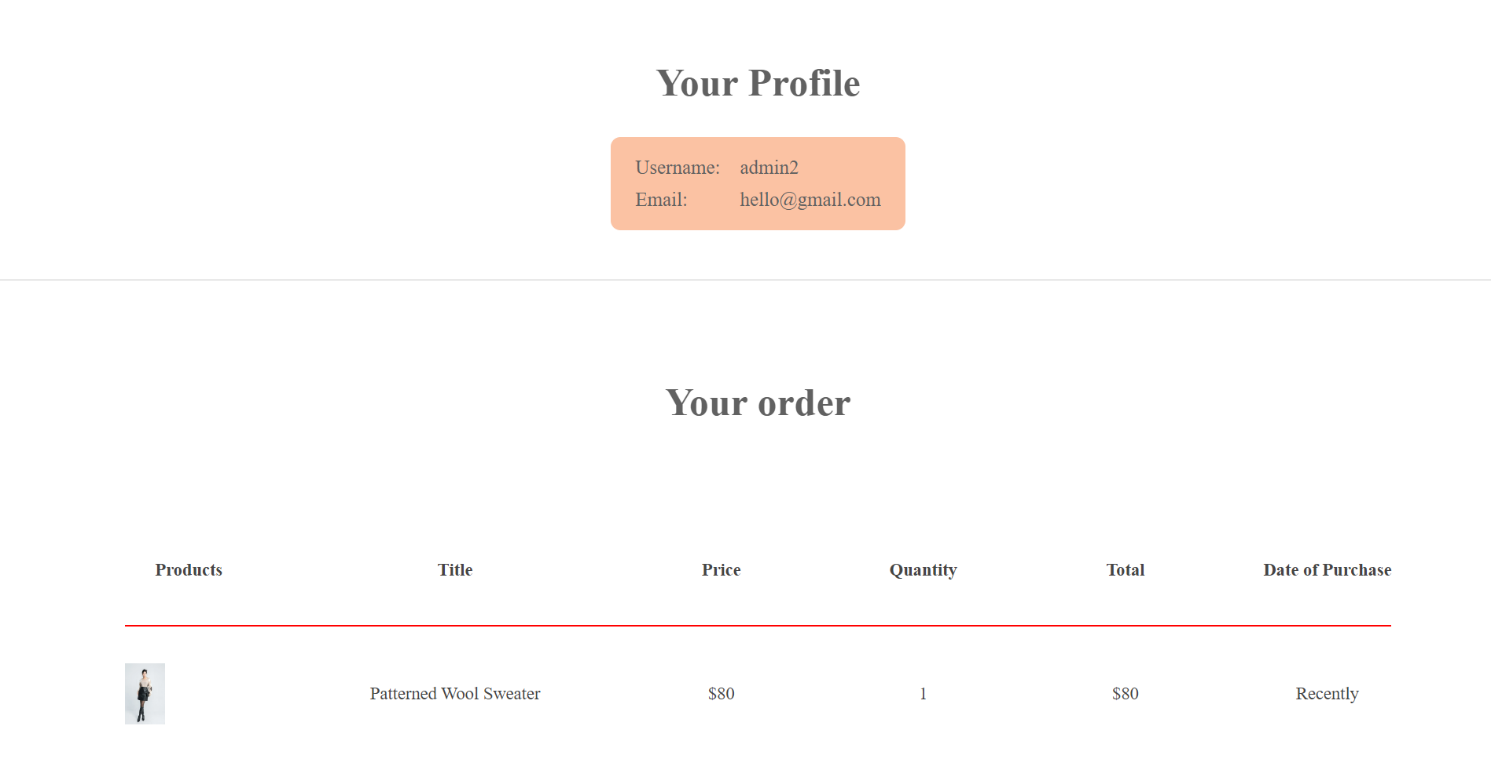 Your Profile
Username: admin2
Email: hello@gmail.com
Your order
Products Title Price Quantity Total Date of Purchase
Patterned Wool Sweater $80 1 $80 Recently